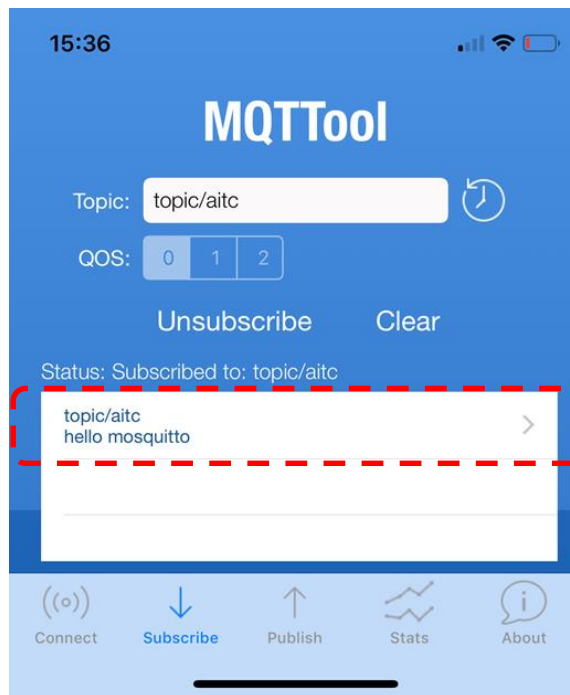 15:36
MQTTool
Topic: topic/aitc
QOS: 0 1 2
Unsubscribe Clear
Status: Subscribed to: topic/aitc
topic/aitc
hello mosquitto
Connect Subscribe Publish Stats About